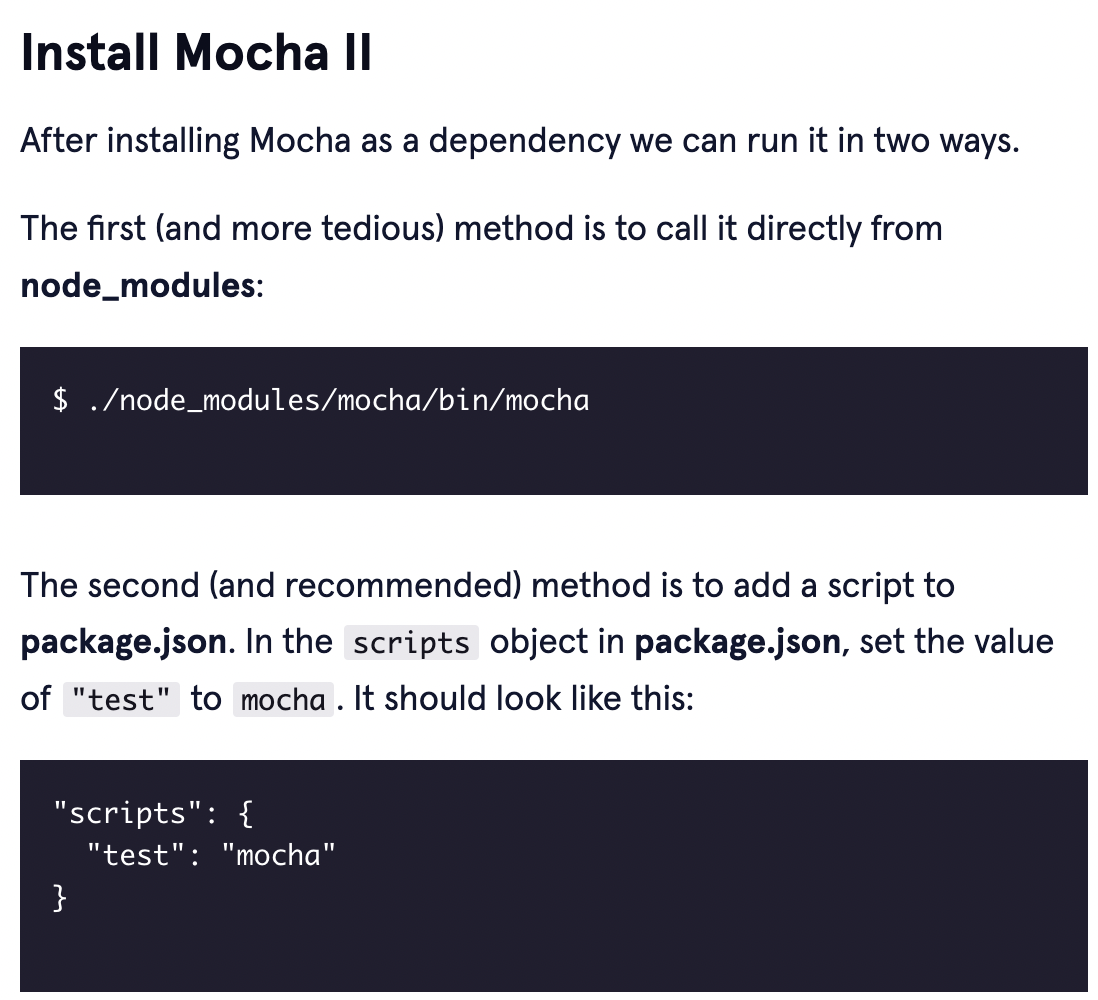 Install Mocha II
After installing Mocha as a dependency we can run it in two ways.
The first (and more tedious) method is to call it directly from
node_modules:
$ ./node_modules/mocha/bin/mocha
The second (and recommended) method is to add a script to
package.json. In the scripts object in package.json, set the value
of "test" to mocha. It should look like this:
"scripts": {
  "test": "mocha"
}